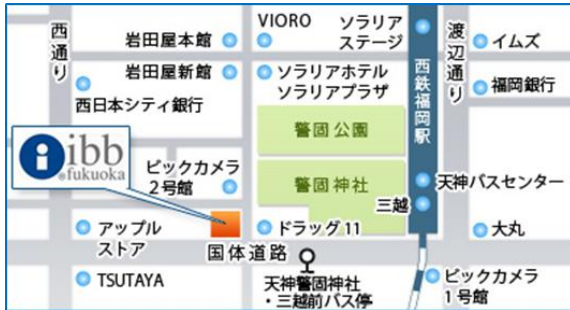 西通り
岩田屋本館
岩田屋新館
西日本シティ銀行
VIORO
ソラリア
ステージ
ソラリアホテル
ソラリアプラザ
警固公園
警固神社
西鉄福岡駅
渡辺通り
イムズ
福岡銀行
天神バスセンター
三越
大丸
i ibb
fukuoka
ビックカメラ
2号館
アップル
ストア
国体道路
ドラッグ11
TSUTAYA
天神警固神社
・三越前バス停
ビックカメラ
1号館